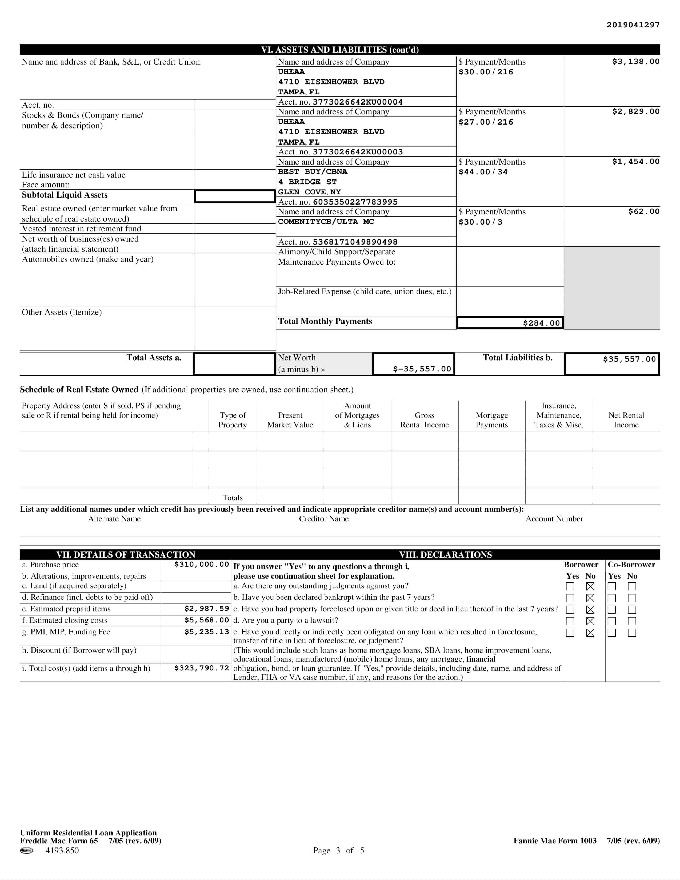 2019041297
VI. ASSETS AND LIABILITIES (cont'd)
Name and address of Bank, S&L, or Credit Union
Name and address of Company
$ Payment/Months
$3,138.00
UHEAA
$30.00/216
4710 EISENHOWER BLVD
TAMPA,FL
Acct. no.
Acct. no. 3773026642KU00004
Stocks & Bonds (Company name/
number & description)
Name and address of Company
$ Payment/Months
$2,829.00
UHEAA
$27.00/216
4710 EISENHOWER BLVD
TAMPA,FL
Acct. no. 3773026642KU00003
Name and address of Company
$ Payment/Months
$1,454.00
Life insurance net cash value
Face amount:
BEST BUY/CBNA
$44.00/34
4 BRIDGE ST
Subtotal Liquid Assets
GLEN COVE,NY
Acct. no. 6035350227783995
Real estate owned (enter market value from
schedule of real estate owned)
Name and address of Company
$ Payment/Months
$62.00
COMENITYCB/ULTA MC
$30.00/3
Vested interest in retirement fund
Net worth of business(es) owned
(attach financial statement)
Acct. no. 5368171049890498
Automobiles owned (make and year)
Alimony/Child Support/Separate
Maintenance Payments Owed to:
Job-Related Expense (child care, union dues, etc.)
Other Assets (itemize)
Total Monthly Payments
$284.00
Total Assets a.
Net Worth
(a minus b) »
$-35,557.00
Total Liabilities b.
$35,557.00
Schedule of Real Estate Owned (If additional properties are owned, use continuation sheet.)
Property Address (enter S if sold, PS if pending
sale or R if rental being held for income)
Type of
Property
Present
Market Value
Amount
of Mortgages
& Liens
Gross
Rental Income
Mortgage
Payments
Insurance,
Maintenance,
Taxes & Misc.
Net Rental
Income
Totals
List any additional names under which credit has previously been received and indicate appropriate creditor name(s) and account number(s):
Alternate Name
Creditor Name
Account Number
VII. DETAILS OF TRANSACTION
VIII. DECLARATIONS
a. Purchase price
$310,000.00
If you answer "Yes" to any questions a through i,
Borrower
Co-Borrower
b. Alterations, improvements, repairs
please use continuation sheet for explanation.
Yes No
Yes No
c. Land (if acquired separately)
a. Are there any outstanding judgments against you?
d. Refinance (incl. debts to be paid off)
b. Have you been declared bankrupt within the past 7 years?
e. Estimated prepaid items
$2,987.59
c. Have you had property foreclosed upon or given title or deed in lieu thereof in the last 7 years?
f. Estimated closing costs
$5,568.00
d. Are you a party to a lawsuit?
g. PMI, MIP, Funding Fee
$5,235.13
e. Have you directly or indirectly been obligated on any loan which resulted in foreclosure,
transfer of title in lieu of foreclosure, or judgment?
h. Discount (if Borrower will pay)
(This would include such loans as home mortgage loans, SBA loans, home improvement loans,
educational loans, manufactured (mobile) home loans, any mortgage, financial
i. Total cost(s) (add items a through h)
$323,790.72
obligation, bond, or loan guarantee. If "Yes," provide details, including date, name, and address of
Lender, FHA or VA case number, if any, and reasons for the action.)
Uniform Residential Loan Application
Freddie Mac Form 65 7/05 (rev. 6/09)
Fannie Mae Form 1003 7/05 (rev. 6/09)
4193.850
Page 3 of 5